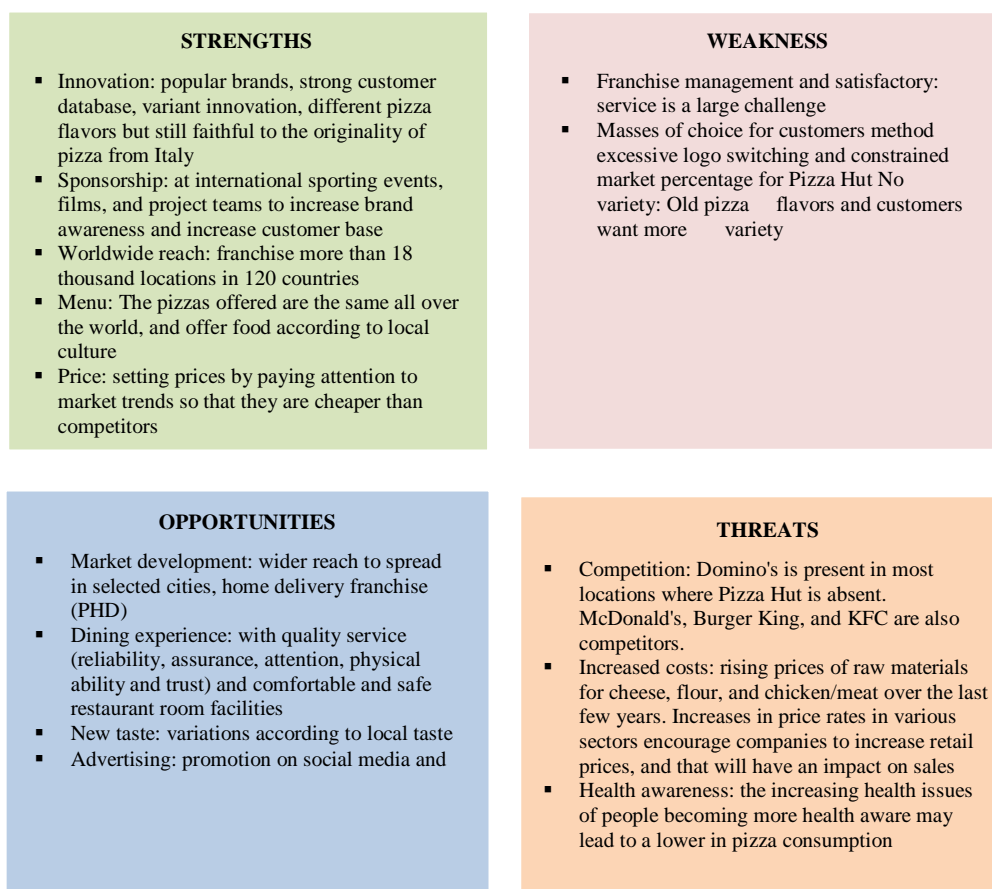 STRENGTHS
▪ Innovation: popular brands, strong customer
database, variant innovation, different pizza
flavors but still faithful to the originality of
pizza from Italy
▪ Sponsorship: at international sporting events,
films, and project teams to increase brand
awareness and increase customer base
▪ Worldwide reach: franchise more than 18
thousand locations in 120 countries
▪ Menu: The pizzas offered are the same all over
the world, and offer food according to local
culture
▪ Price: setting prices by paying attention to
market trends so that they are cheaper than
competitors
WEAKNESS
▪ Franchise management and satisfactory:
service is a large challenge
▪ Masses of choice for customers method
excessive logo switching and constrained
market percentage for Pizza Hut No
variety: Old pizza flavors and customers
want more variety
OPPORTUNITIES
▪ Market development: wider reach to spread
in selected cities, home delivery franchise
(PHD)
▪ Dining experience: with quality service
(reliability, assurance, attention, physical
ability and trust) and comfortable and safe
restaurant room facilities
▪ New taste: variations according to local taste
▪ Advertising: promotion on social media and
THREATS
▪ Competition: Domino's is present in most
locations where Pizza Hut is absent.
McDonald's, Burger King, and KFC are also
competitors.
▪ Increased costs: rising prices of raw materials
for cheese, flour, and chicken/meat over the last
few years. Increases in price rates in various
sectors encourage companies to increase retail
prices, and that will have an impact on sales
▪ Health awareness: the increasing health issues
of people becoming more health aware may
lead to a lower in pizza consumption